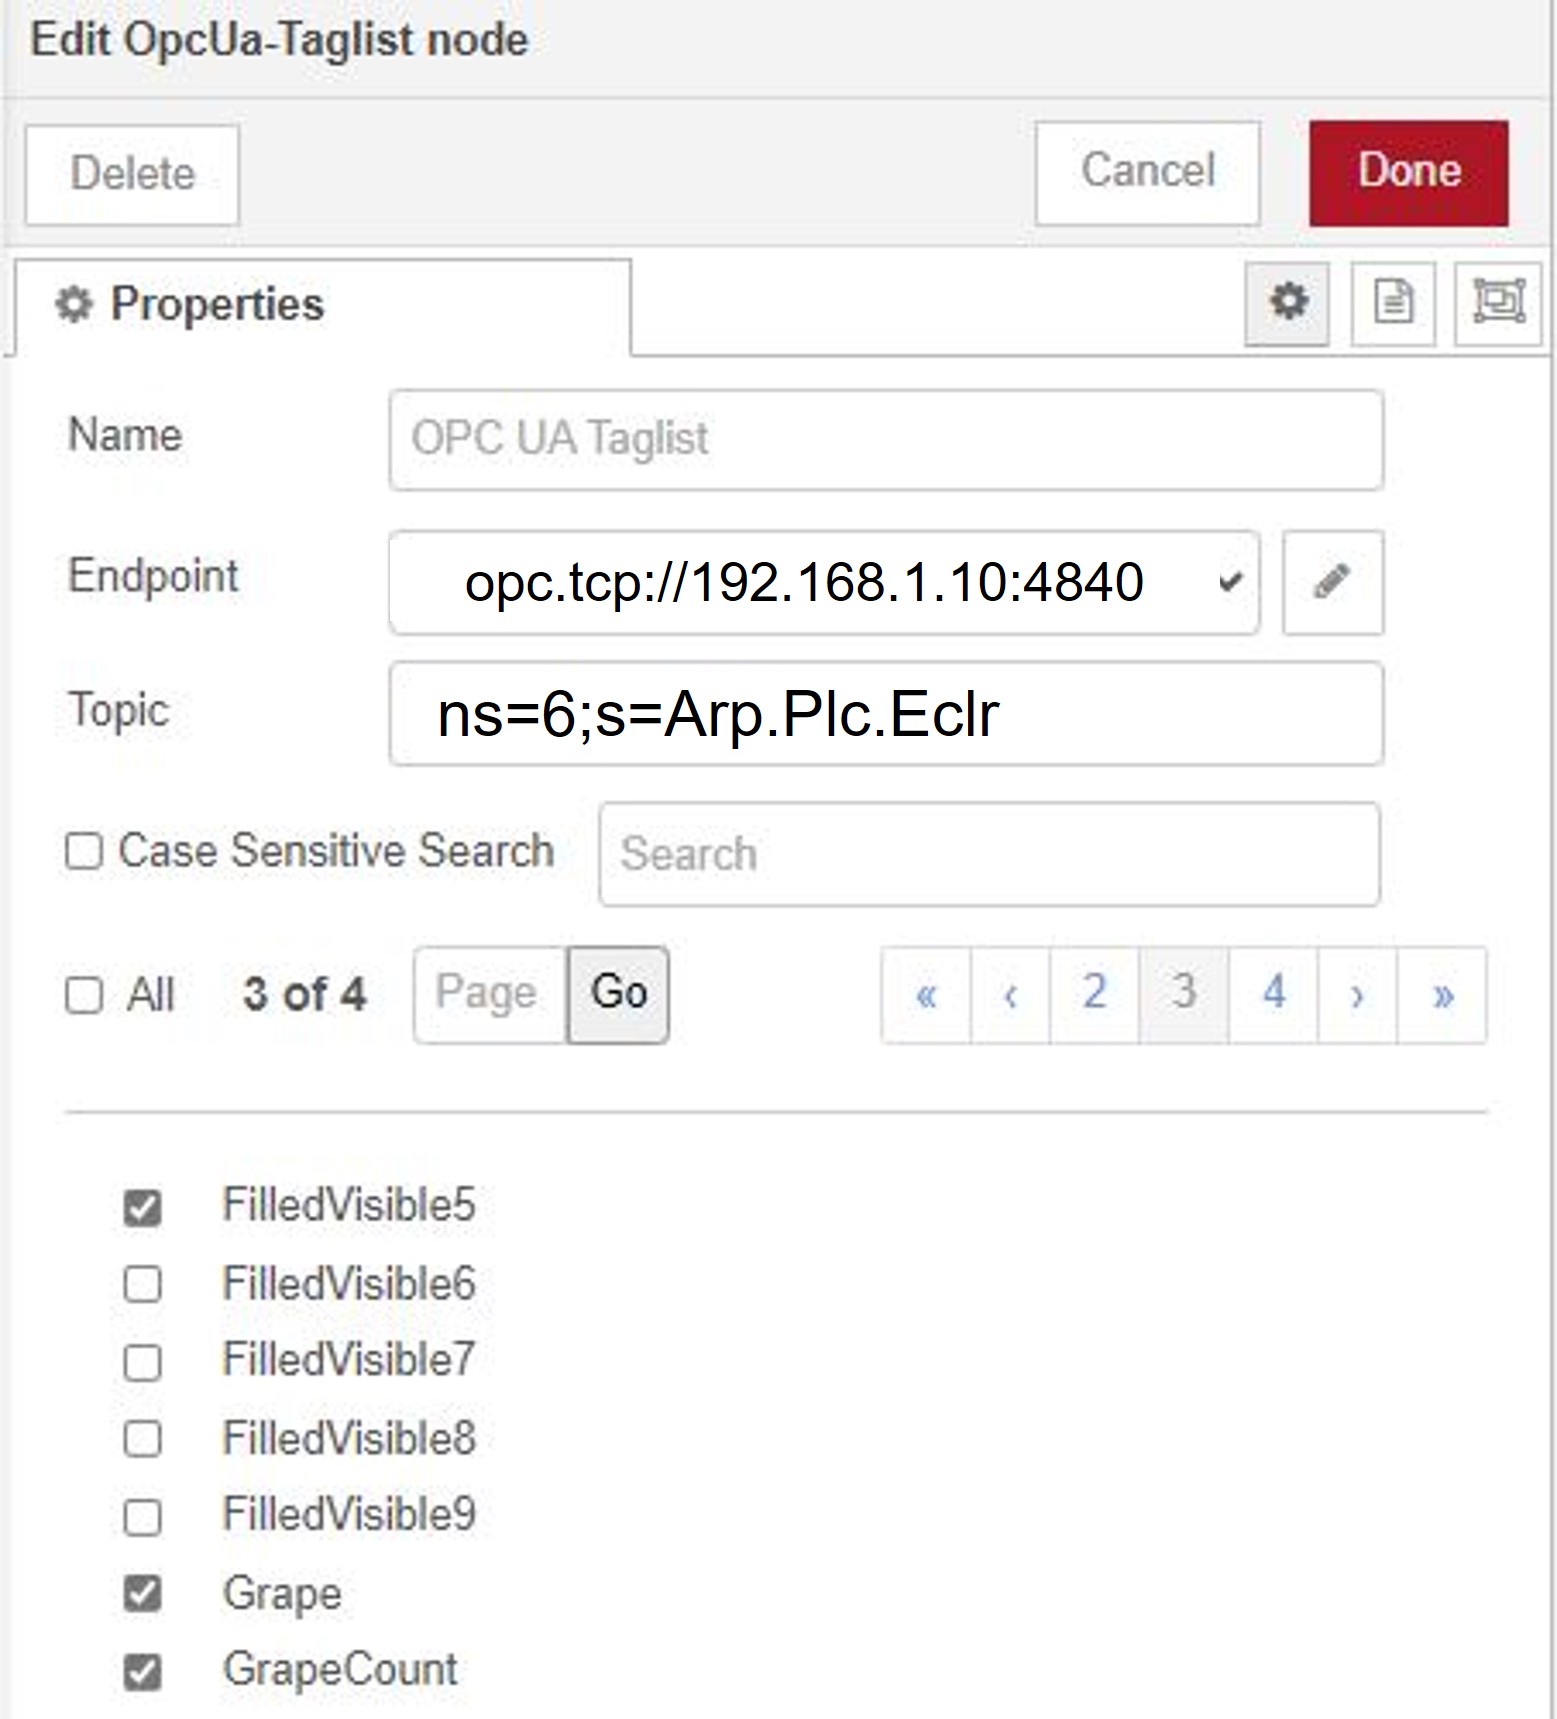 Edit OpcUa-Taglist node
Delete Cancel Done
Properties
Name OPC UA Taglist
Endpoint opc.tcp://192.168.1.10:4840
Topic ns=6;s=Arp.Plc.Eclr
Case Sensitive Search Search
All 3 of 4 Page Go « ‹ 2 3 4 › »
FilledVisible5
FilledVisible6
FilledVisible7
FilledVisible8
FilledVisible9
Grape
GrapeCount